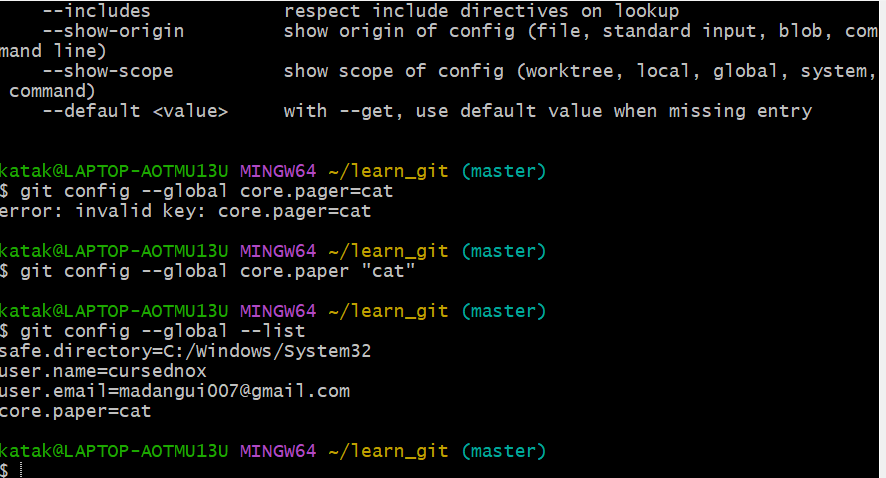 --includes respect include directives on lookup
--show-origin show origin of config (file, standard input, blob, com
mand line)
--show-scope show scope of config (worktree, local, global, system,
command)
--default <value> with --get, use default value when missing entry
katak@LAPTOP-AOTMU13U MINGW64 ~/learn_git (master)
$ git config --global core.pager=cat
error: invalid key: core.pager=cat
katak@LAPTOP-AOTMU13U MINGW64 ~/learn_git (master)
$ git config --global core.paper "cat"
katak@LAPTOP-AOTMU13U MINGW64 ~/learn_git (master)
$ git config --global --list
safe.directory=C:/Windows/System32
user.name=cursednox
user.email=madangui007@gmail.com
core.paper=cat
katak@LAPTOP-AOTMU13U MINGW64 ~/learn_git (master)
$